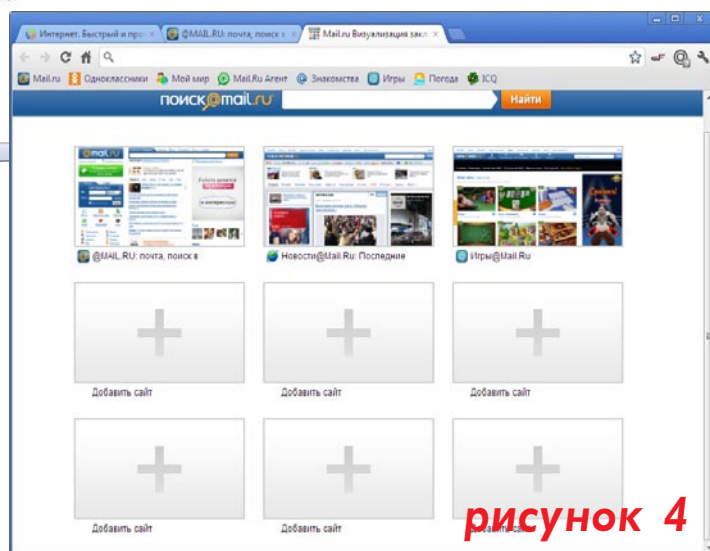 Интернет. Быстрый и про
@MAIL.RU: почта, поиск в
Mail.ru Визуализация закл
Mail.ru Одноклассники Мой мир Mail.Ru Агент Знакомства Игры Погода ICQ
поиск@mail.ru Найти
@MAIL.RU: почта, поиск в
Новости@Mail.Ru: Последние
Игры@Mail.Ru
Добавить сайт Добавить сайт Добавить сайт
Добавить сайт Добавить сайт Добавить сайт
рисунок 4